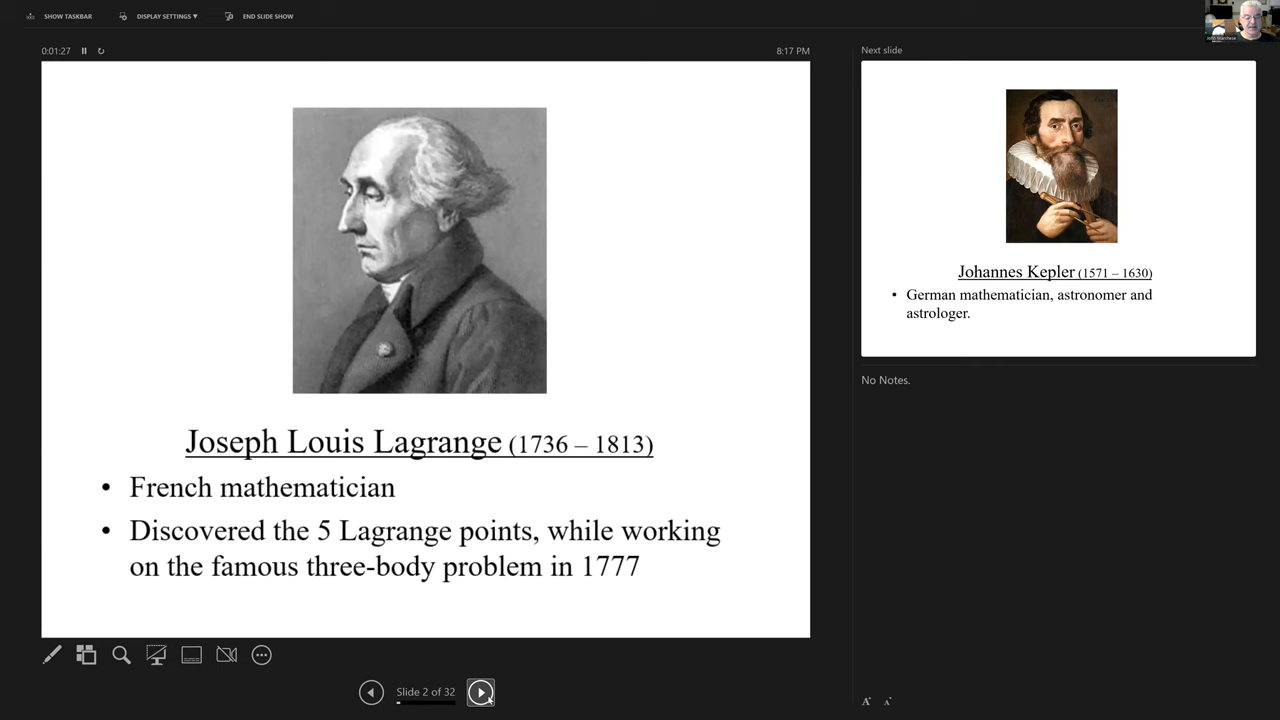 SHOW TASKBAR
DISPLAY SETTINGS ▼
END SLIDE SHOW
0:01:27
8:17 PM
Joseph Louis Lagrange (1736 – 1813)
• French mathematician
• Discovered the 5 Lagrange points, while working
on the famous three-body problem in 1777
Slide 2 of 32
Next slide
Johannes Kepler (1571 – 1630)
• German mathematician, astronomer and
astrologer.
No Notes.
A A